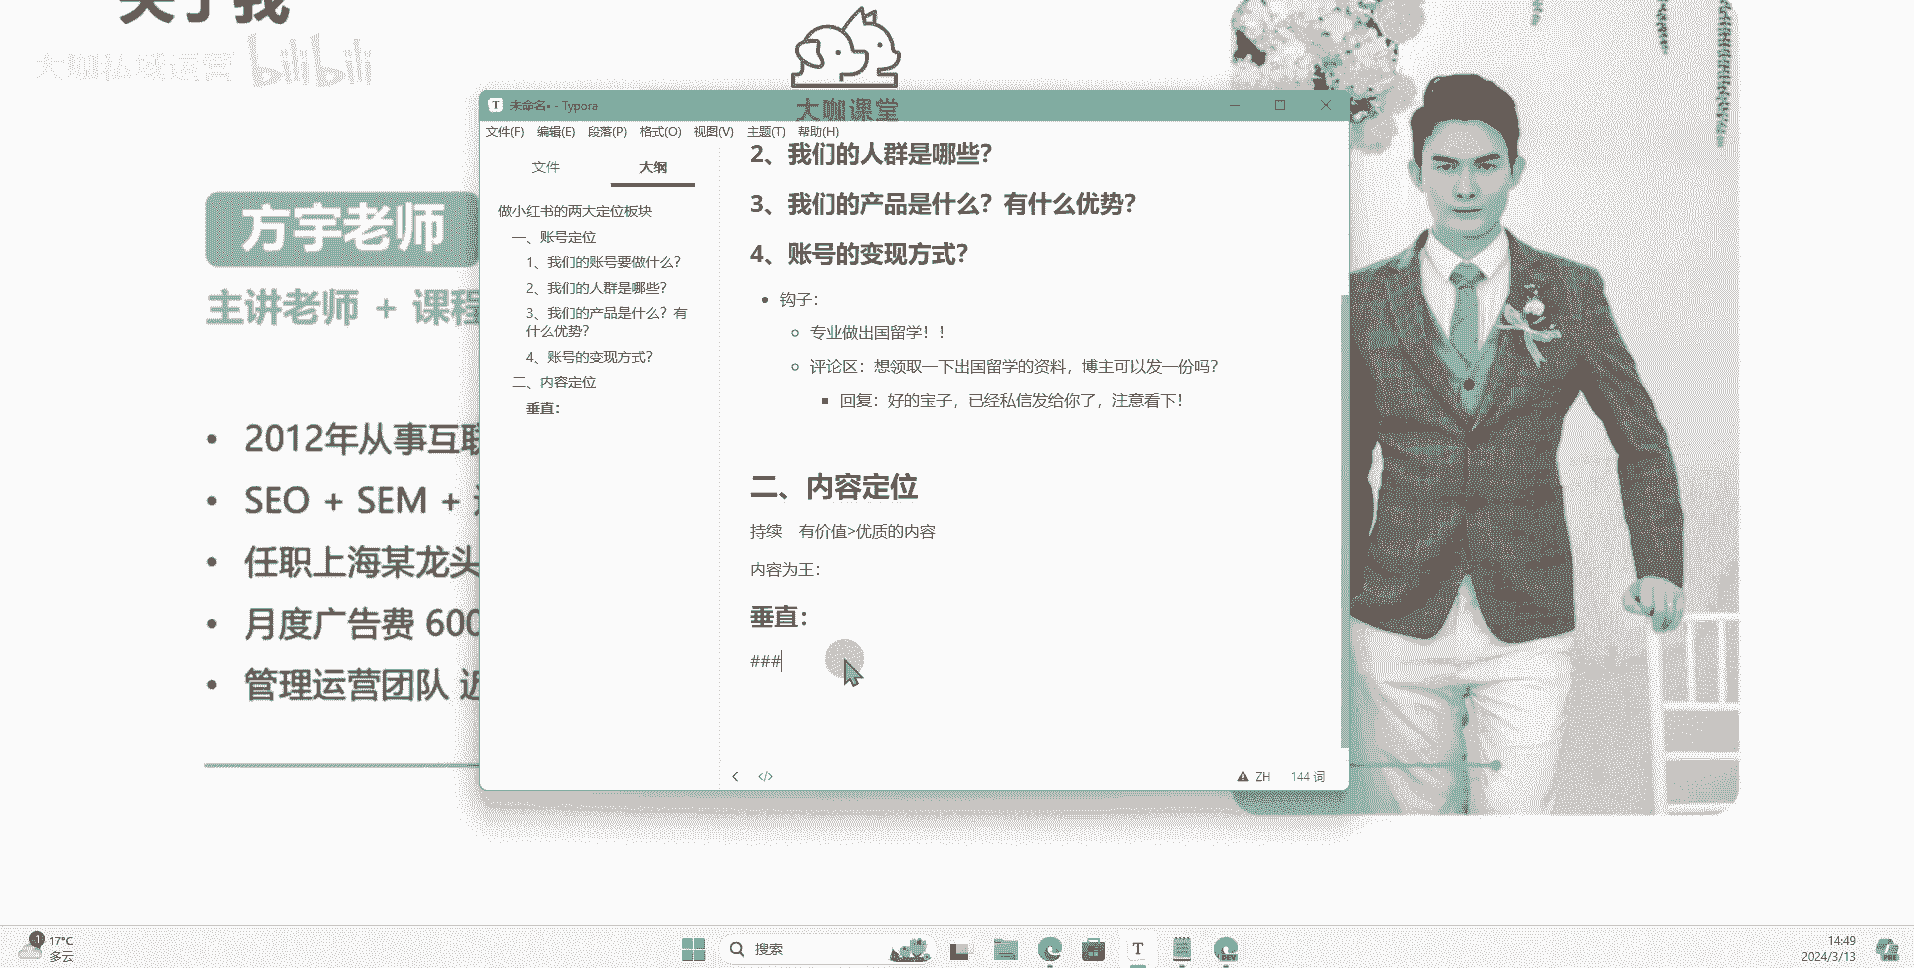 关于我
大咖私域运营 bilibili
大咖课堂
方宇老师
主讲老师 + 课程
2012年从事互联
SEO + SEM +
任职上海某龙头
月度广告费 600
管理运营团队 近
T 未命名• - Typora
文件(F) 编辑(E) 段落(P) 格式(O) 视图(V) 主题(T) 帮助(H)
文件 大纲
做小红书的两大定位板块
一、账号定位
1、我们的账号要做什么？
2、我们的人群是哪些？
3、我们的产品是什么？有
什么优势？
4、账号的变现方式？
二、内容定位
垂直：
2、我们的人群是哪些？
3、我们的产品是什么？有什么优势？
4、账号的变现方式？
钩子：
专业做出国留学！！
评论区：想领取一下出国留学的资料，博主可以发一份吗？
回复：好的宝子，已经私信发给你了，注意看下！
二、内容定位
持续 有价值>优质的内容
内容为王：
垂直：
###
</> ZH 144 词
1 17°C
多云
搜索
T
DEV
14:49
2024/3/13
PRE